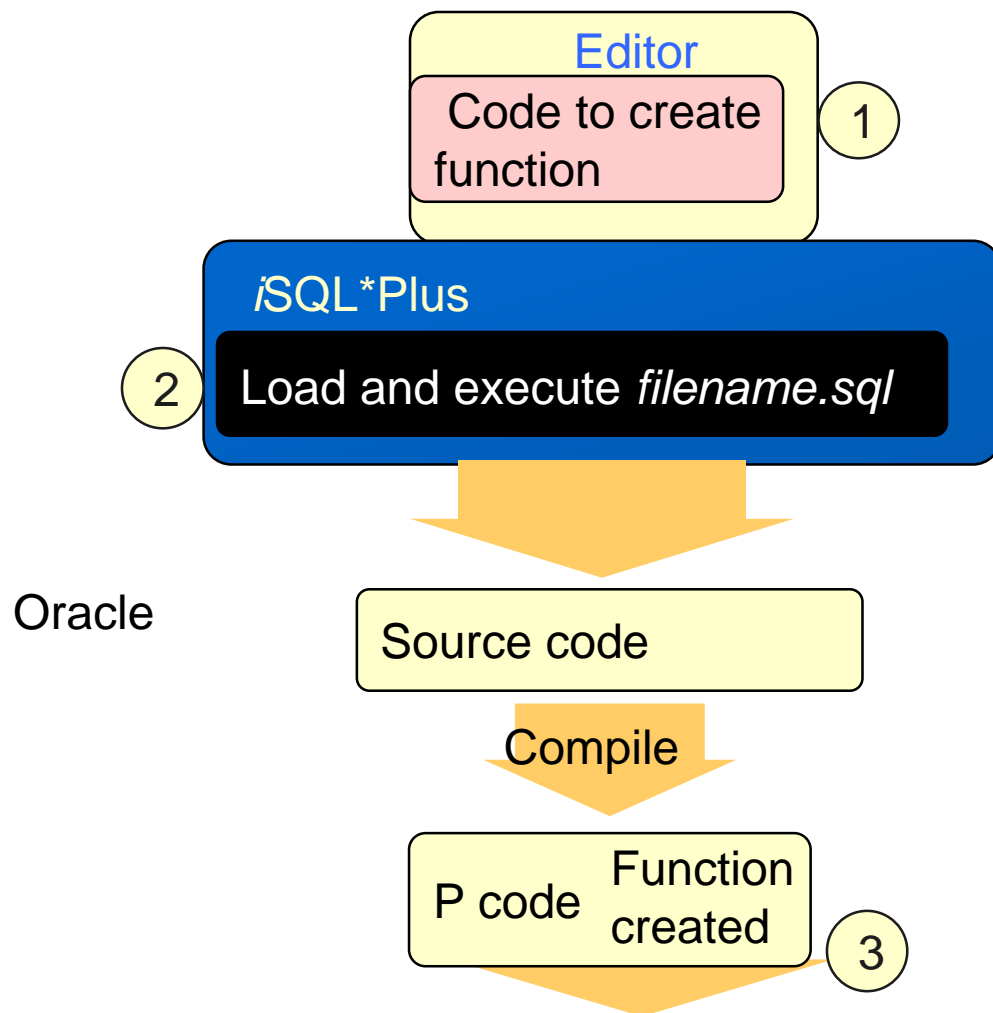 Editor
Code to create
function
1
iSQL*Plus
2
Load and execute filename.sql
Oracle
Source code
Compile
P code
Function
created
3